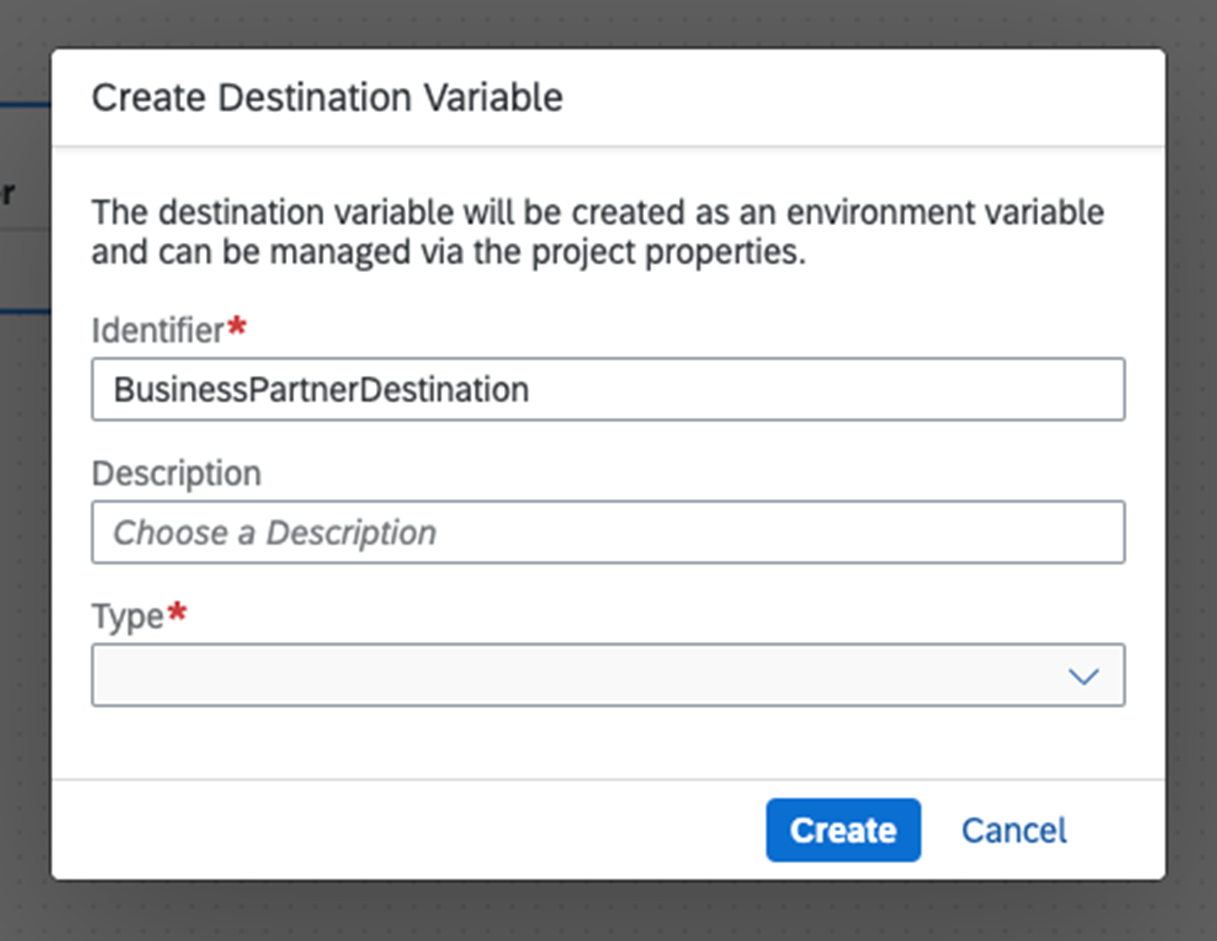 Create Destination Variable
The destination variable will be created as an environment variable
and can be managed via the project properties.
Identifier*
BusinessPartnerDestination
Description
Choose a Description
Type*
Create Cancel